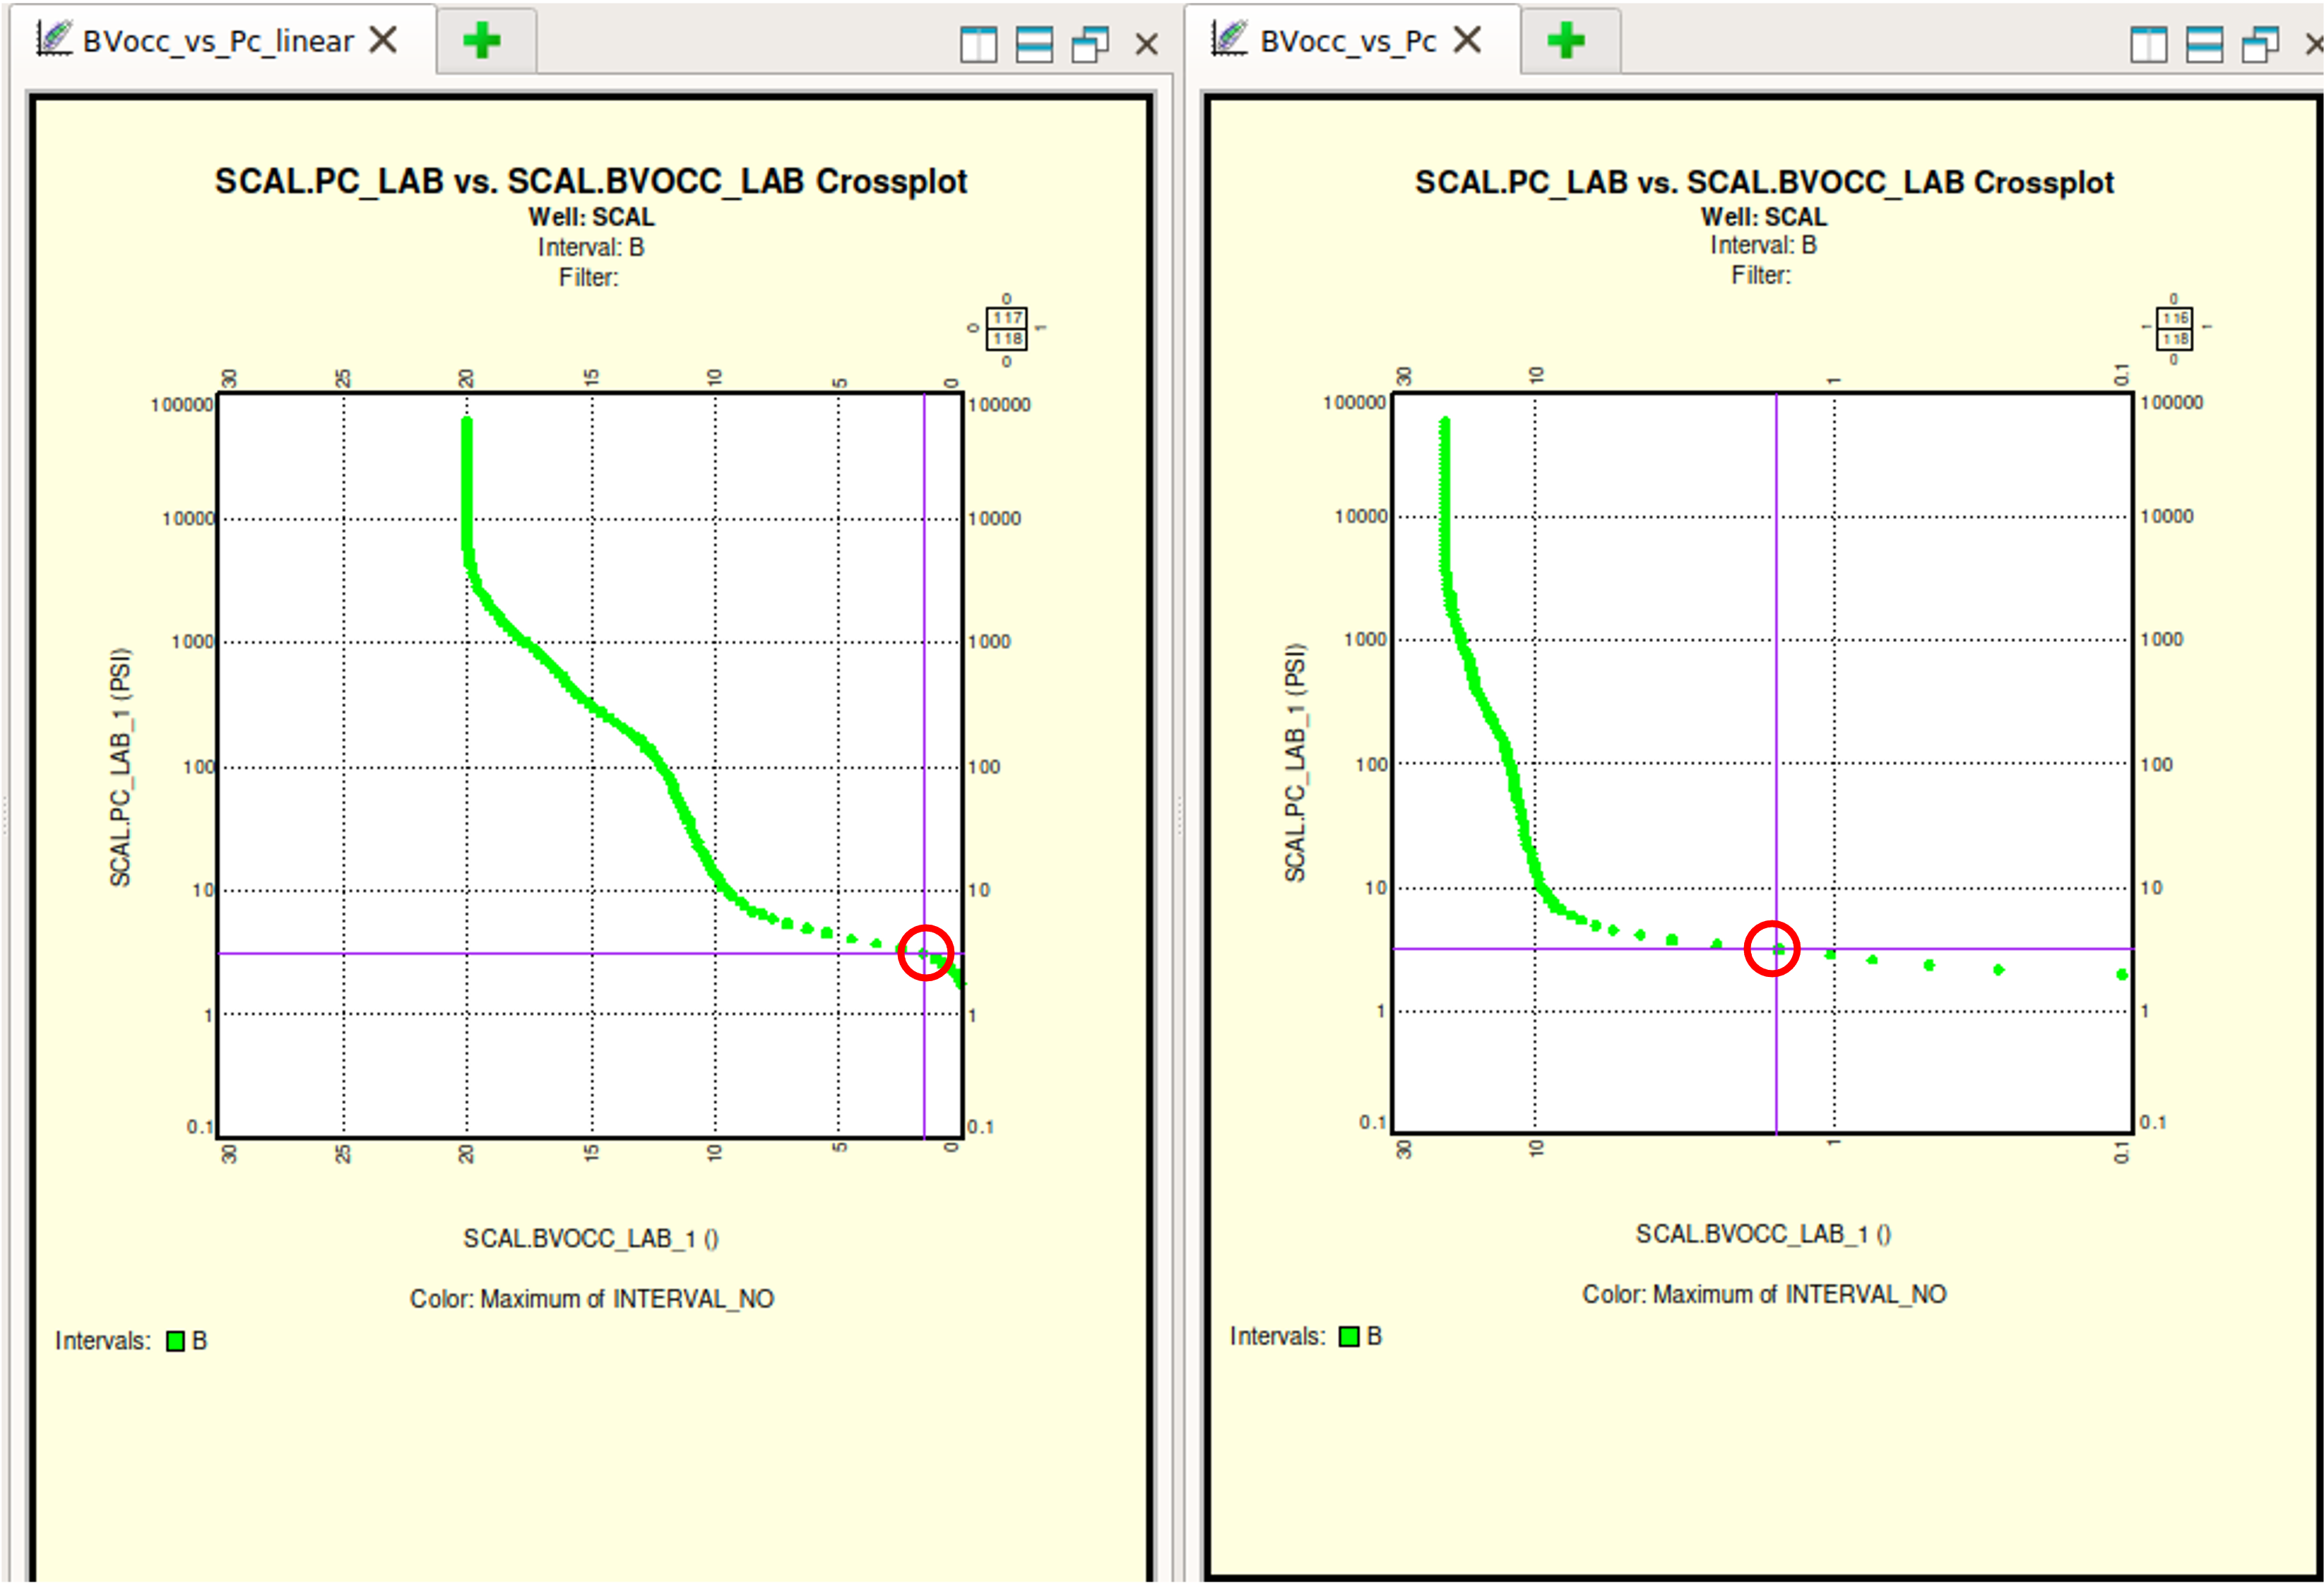 BVocc_vs_Pc_linear
SCAL.PC_LAB vs. SCAL.BVOCC_LAB Crossplot
Well: SCAL
Interval: B
Filter:
0
0 117 1
118
0
30 25 20 15 10 5 0
100000 100000
10000 10000
1000 1000
100 100
10 10
1 1
0.1 0.1
SCAL.PC_LAB_1 (PSI)
30 25 20 15 10 5 0
SCAL.BVOCC_LAB_1 ()
Color: Maximum of INTERVAL_NO
Intervals: B
BVocc_vs_Pc
SCAL.PC_LAB vs. SCAL.BVOCC_LAB Crossplot
Well: SCAL
Interval: B
Filter:
0
1 116 1
118
0
30 10 1 0.1
100000 100000
10000 10000
1000 1000
100 100
10 10
1 1
0.1 0.1
SCAL.PC_LAB_1 (PSI)
30 10 1 0.1
SCAL.BVOCC_LAB_1 ()
Color: Maximum of INTERVAL_NO
Intervals: B